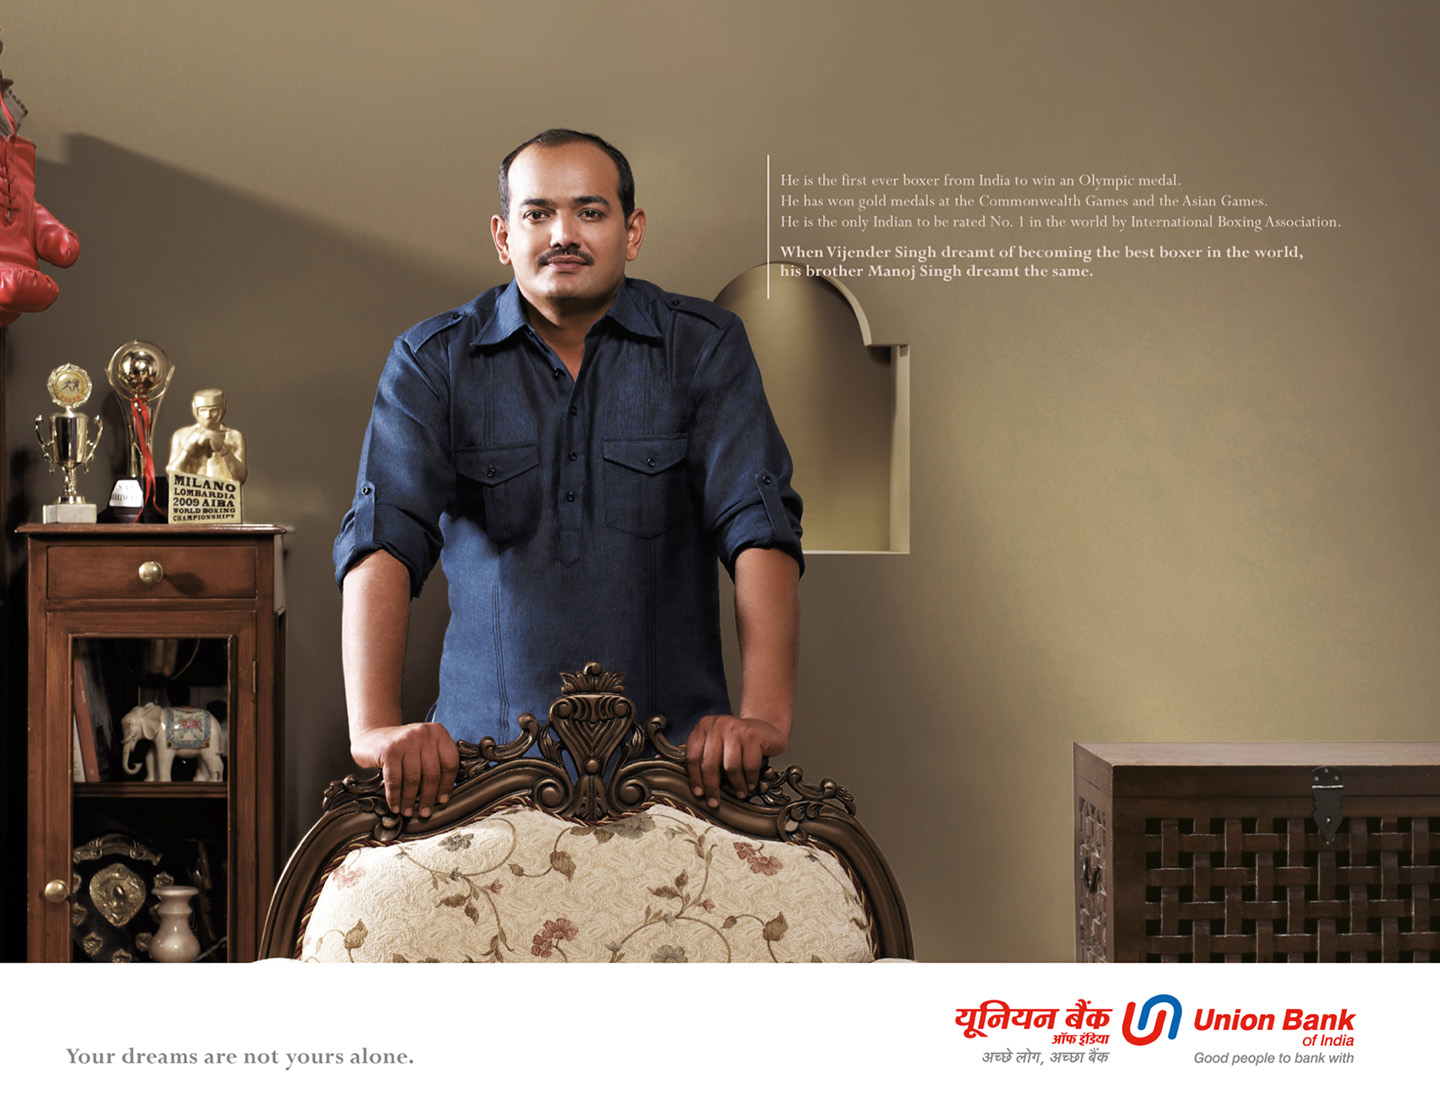 He is the first ever boxer from India to win an Olympic medal.
He has won gold medals at the Commonwealth Games and the Asian Games.
He is the only Indian to be rated No. 1 in the world by International Boxing Association.
When Vijender Singh dreamt of becoming the best boxer in the world,
his brother Manoj Singh dreamt the same.
MILANO
LOMBARDIA
2009 AIBA
WORLD BOXING
CHAMPIONSHIPS
Your dreams are not yours alone.
यूनियन बैंक
ऑफ इंडिया
अच्छे लोग, अच्छा बैंक
Union Bank
of India
Good people to bank with